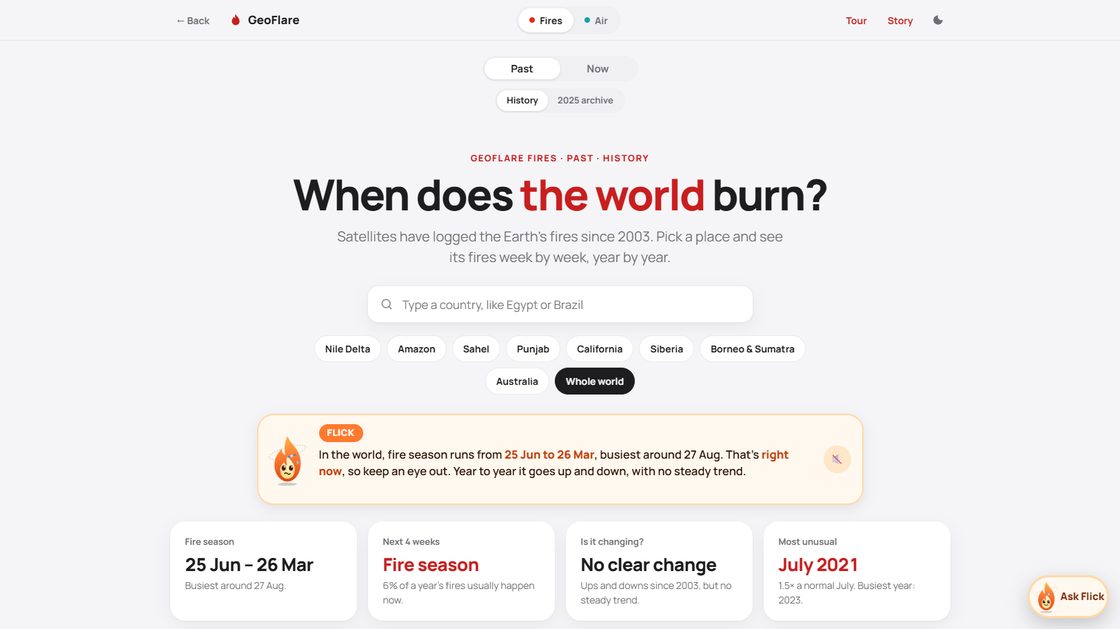 ← Back
GeoFlare
Fires
Air
Tour
Story
Past
Now
History
2025 archive
GEOFLARE FIRES · PAST · HISTORY
When does the world burn?
Satellites have logged the Earth's fires since 2003. Pick a place and see
its fires week by week, year by year.
Type a country, like Egypt or Brazil
Nile Delta
Amazon
Sahel
Punjab
California
Siberia
Borneo & Sumatra
Australia
Whole world
FLICK
In the world, fire season runs from 25 Jun to 26 Mar, busiest around 27 Aug. That's right
now, so keep an eye out. Year to year it goes up and down, with no steady trend.
Fire season
25 Jun – 26 Mar
Busiest around 27 Aug.
Next 4 weeks
Fire season
6% of a year's fires usually happen
now.
Is it changing?
No clear change
Ups and downs since 2003, but no
steady trend.
Most unusual
July 2021
1.5× a normal July. Busiest year:
2023.
Ask Flick